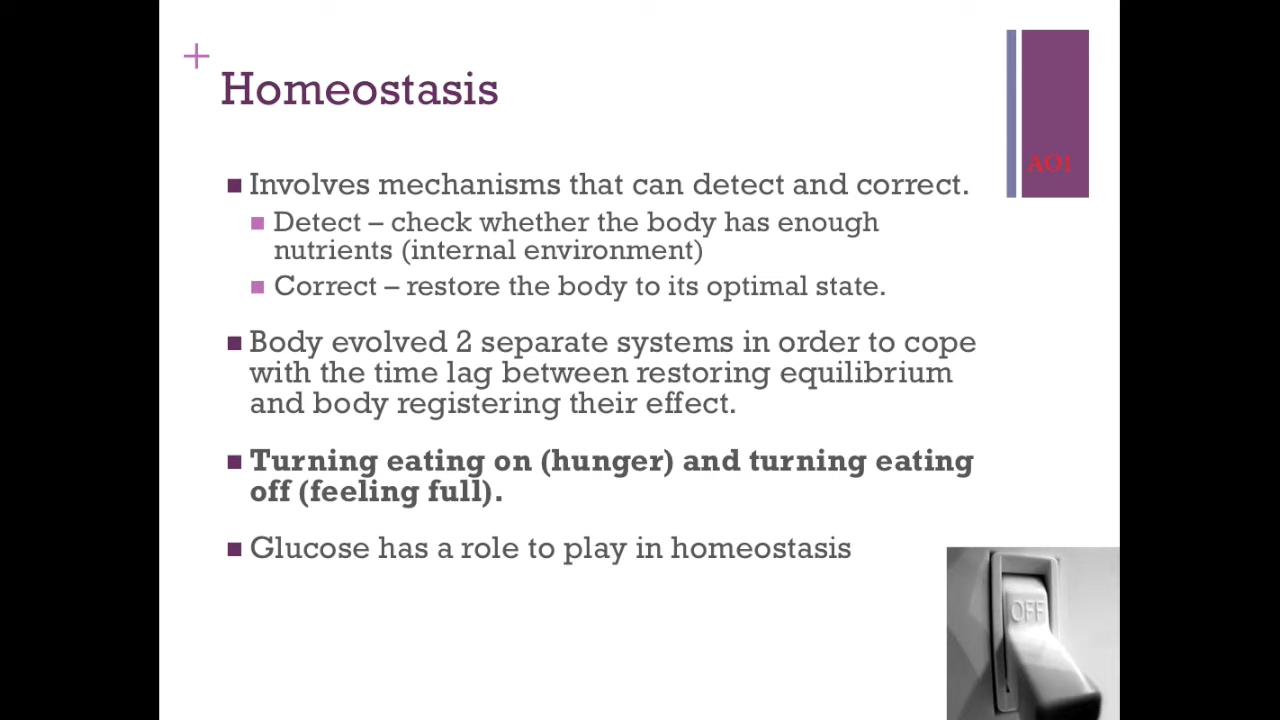 +
Homeostasis
AO1
Involves mechanisms that can detect and correct.
Detect – check whether the body has enough
nutrients (internal environment)
Correct – restore the body to its optimal state.
Body evolved 2 separate systems in order to cope
with the time lag between restoring equilibrium
and body registering their effect.
Turning eating on (hunger) and turning eating
off (feeling full).
Glucose has a role to play in homeostasis
OFF